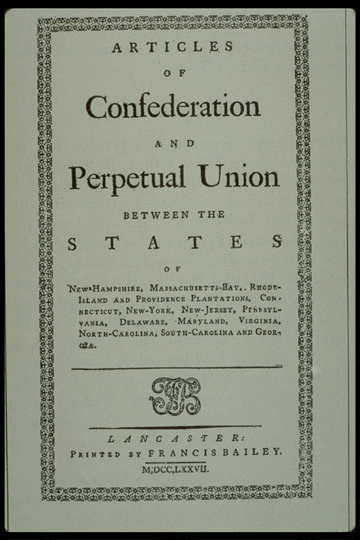 ARTICLES
OF
Confederation
AND
Perpetual Union
BETWEEN THE
STATES
OF
NEW-HAMPSHIRE, MASSACHUSETTS-BAY, RHODE-
ISLAND AND PROVIDENCE PLANTATIONS, CON-
NECTICUT, NEW-YORK, NEW-JERSEY, PENNSYL-
VANIA, DELAWARE, MARYLAND, VIRGINIA,
NORTH-CAROLINA, SOUTH-CAROLINA AND GEOR-
GIA.
LANCASTER:
PRINTED BY FRANCIS BAILEY.
M,DCC,LXXVII.